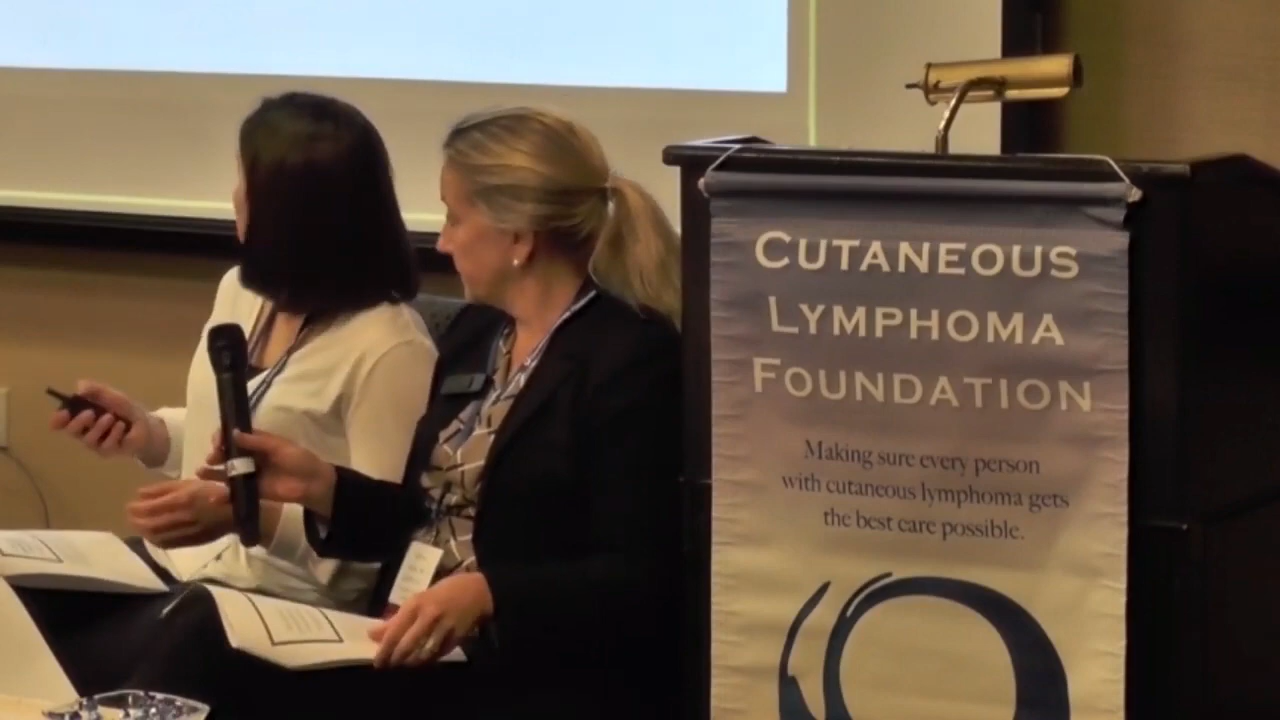 CUTANEOUS
LYMPHOMA
FOUNDATION
Making sure every person
with cutaneous lymphoma gets
the best care possible.